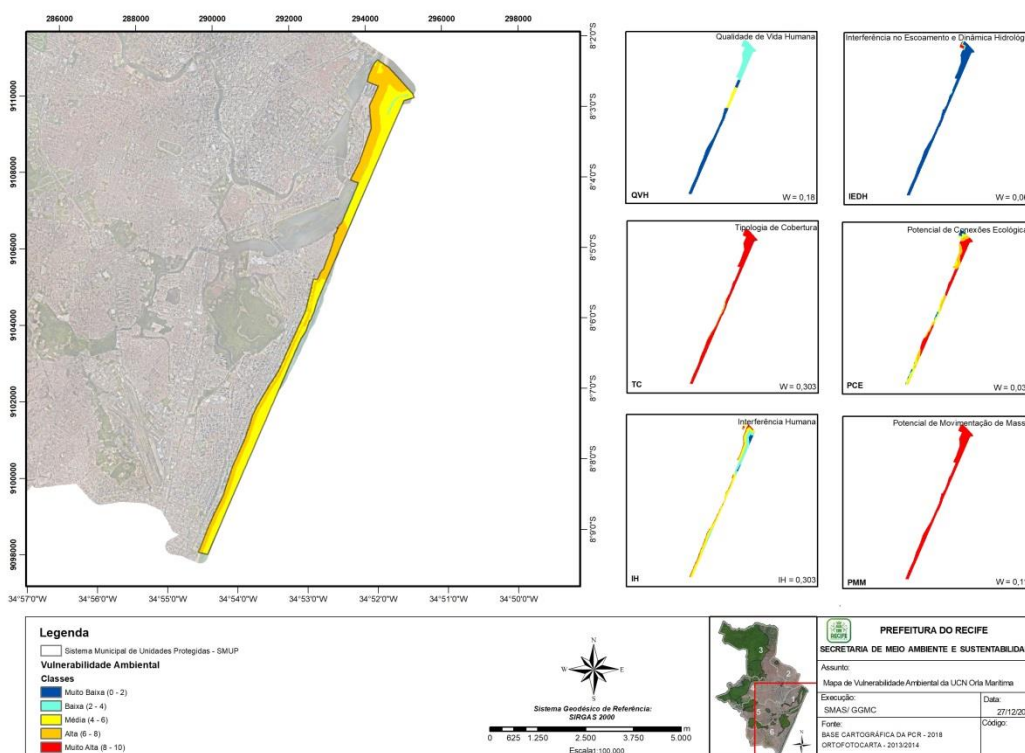 286000 288000 290000 292000 294000 296000 298000
8°2'0"S
8°3'0"S
8°4'0"S
8°5'0"S
8°6'0"S
8°7'0"S
8°8'0"S
8°9'0"S
9110000
9108000
9106000
9104000
9102000
9100000
9098000
34°57'0"W 34°56'0"W 34°55'0"W 34°54'0"W 34°53'0"W 34°52'0"W 34°51'0"W 34°50'0"W
Qualidade de Vida Humana
QVH W = 0,18
Interferência no Escoamento e Dinâmica Hidrológ
IEDH W = 0,0
Tipologia de Cobertura
TC W = 0,303
Potencial de Conexões Ecológica
PCE W = 0,03
Interferência Humana
IH IH = 0,303
Potencial de Movimentação de Mass
PMM W = 0,1
Legenda
Sistema Municipal de Unidades Protegidas - SMUP
Vulnerabilidade Ambiental
Classes
Muito Baixa (0 - 2)
Baixa (2 - 4)
Média (4 - 6)
Alta (6 - 8)
Muito Alta (8 - 10)
N
W E
S
Sistema Geodésico de Referência:
SIRGAS 2000
m
0 625 1.250 2.500 3.750 5.000
Escala1:100.000
3
2
5
6
RECIFE
PREFEITURA DO RECIFE
SECRETARIA DE MEIO AMBIENTE E SUSTENTABILIDA
Assunto:
Mapa de Vulnerabilidade Ambiental da UCN Orla Marítima
Execução:
SMAS/ GGMC
Data:
27/12/20
Fonte:
BASE CARTOGRÁFICA DA PCR - 2018
ORTOFOTOCARTA - 2013/2014
Código:
N
W E
S